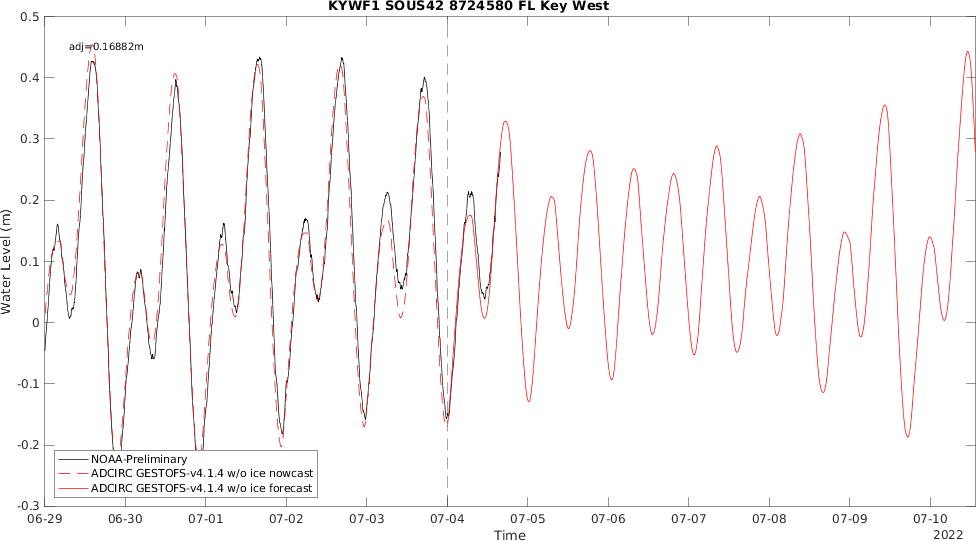 KYWF1 SOUS42 8724580 FL Key West
0.5
adj=0.16882m
0.4
0.3
0.2
0.1
0
-0.1
-0.2
-0.3
Water Level (m)
NOAA-Preliminary
ADCIRC GESTOFS-v4.1.4 w/o ice nowcast
ADCIRC GESTOFS-v4.1.4 w/o ice forecast
06-29 06-30 07-01 07-02 07-03 07-04 07-05 07-06 07-07 07-08 07-09 07-10
Time
2022